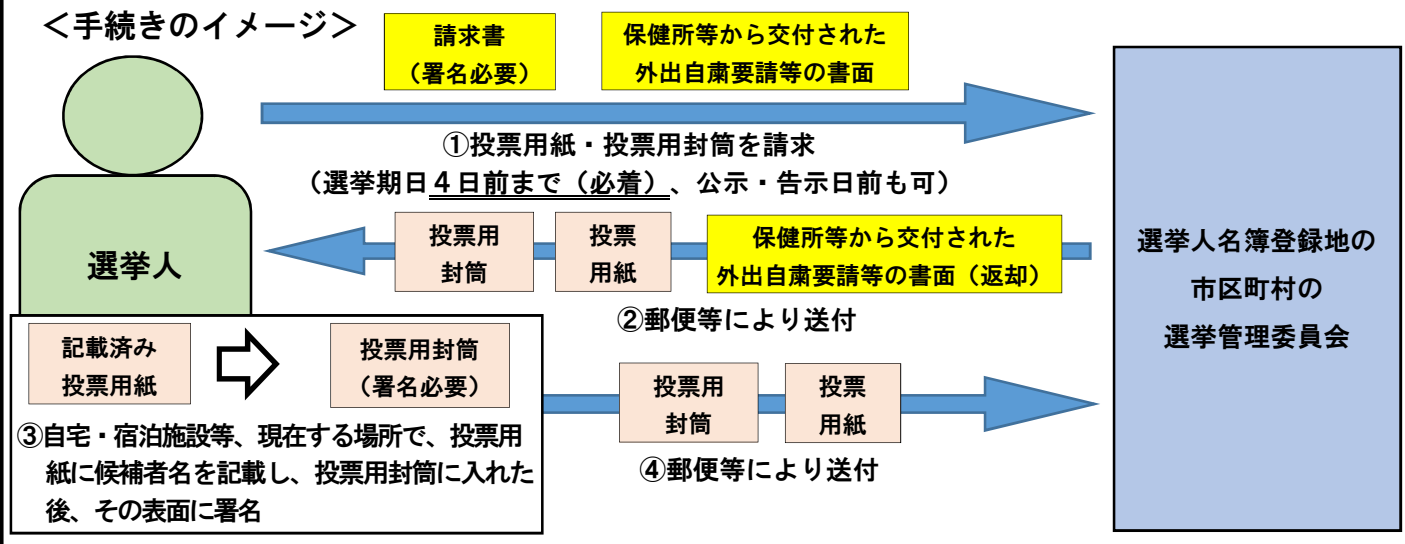 ＜手続きのイメージ＞
請求書
（署名必要）
保健所等から交付された
外出自粛要請等の書面
①投票用紙・投票用封筒を請求
（選挙期日４日前まで（必着）、公示・告示日前も可）
選挙人
投票用
封筒
投票
用紙
保健所等から交付された
外出自粛要請等の書面（返却）
②郵便等により送付
選挙人名簿登録地の
市区町村の
選挙管理委員会
記載済み
投票用紙
投票用封筒
（署名必要）
③自宅・宿泊施設等、現在する場所で、投票用
紙に候補者名を記載し、投票用封筒に入れた
後、その表面に署名
投票用
封筒
投票
用紙
④郵便等により送付